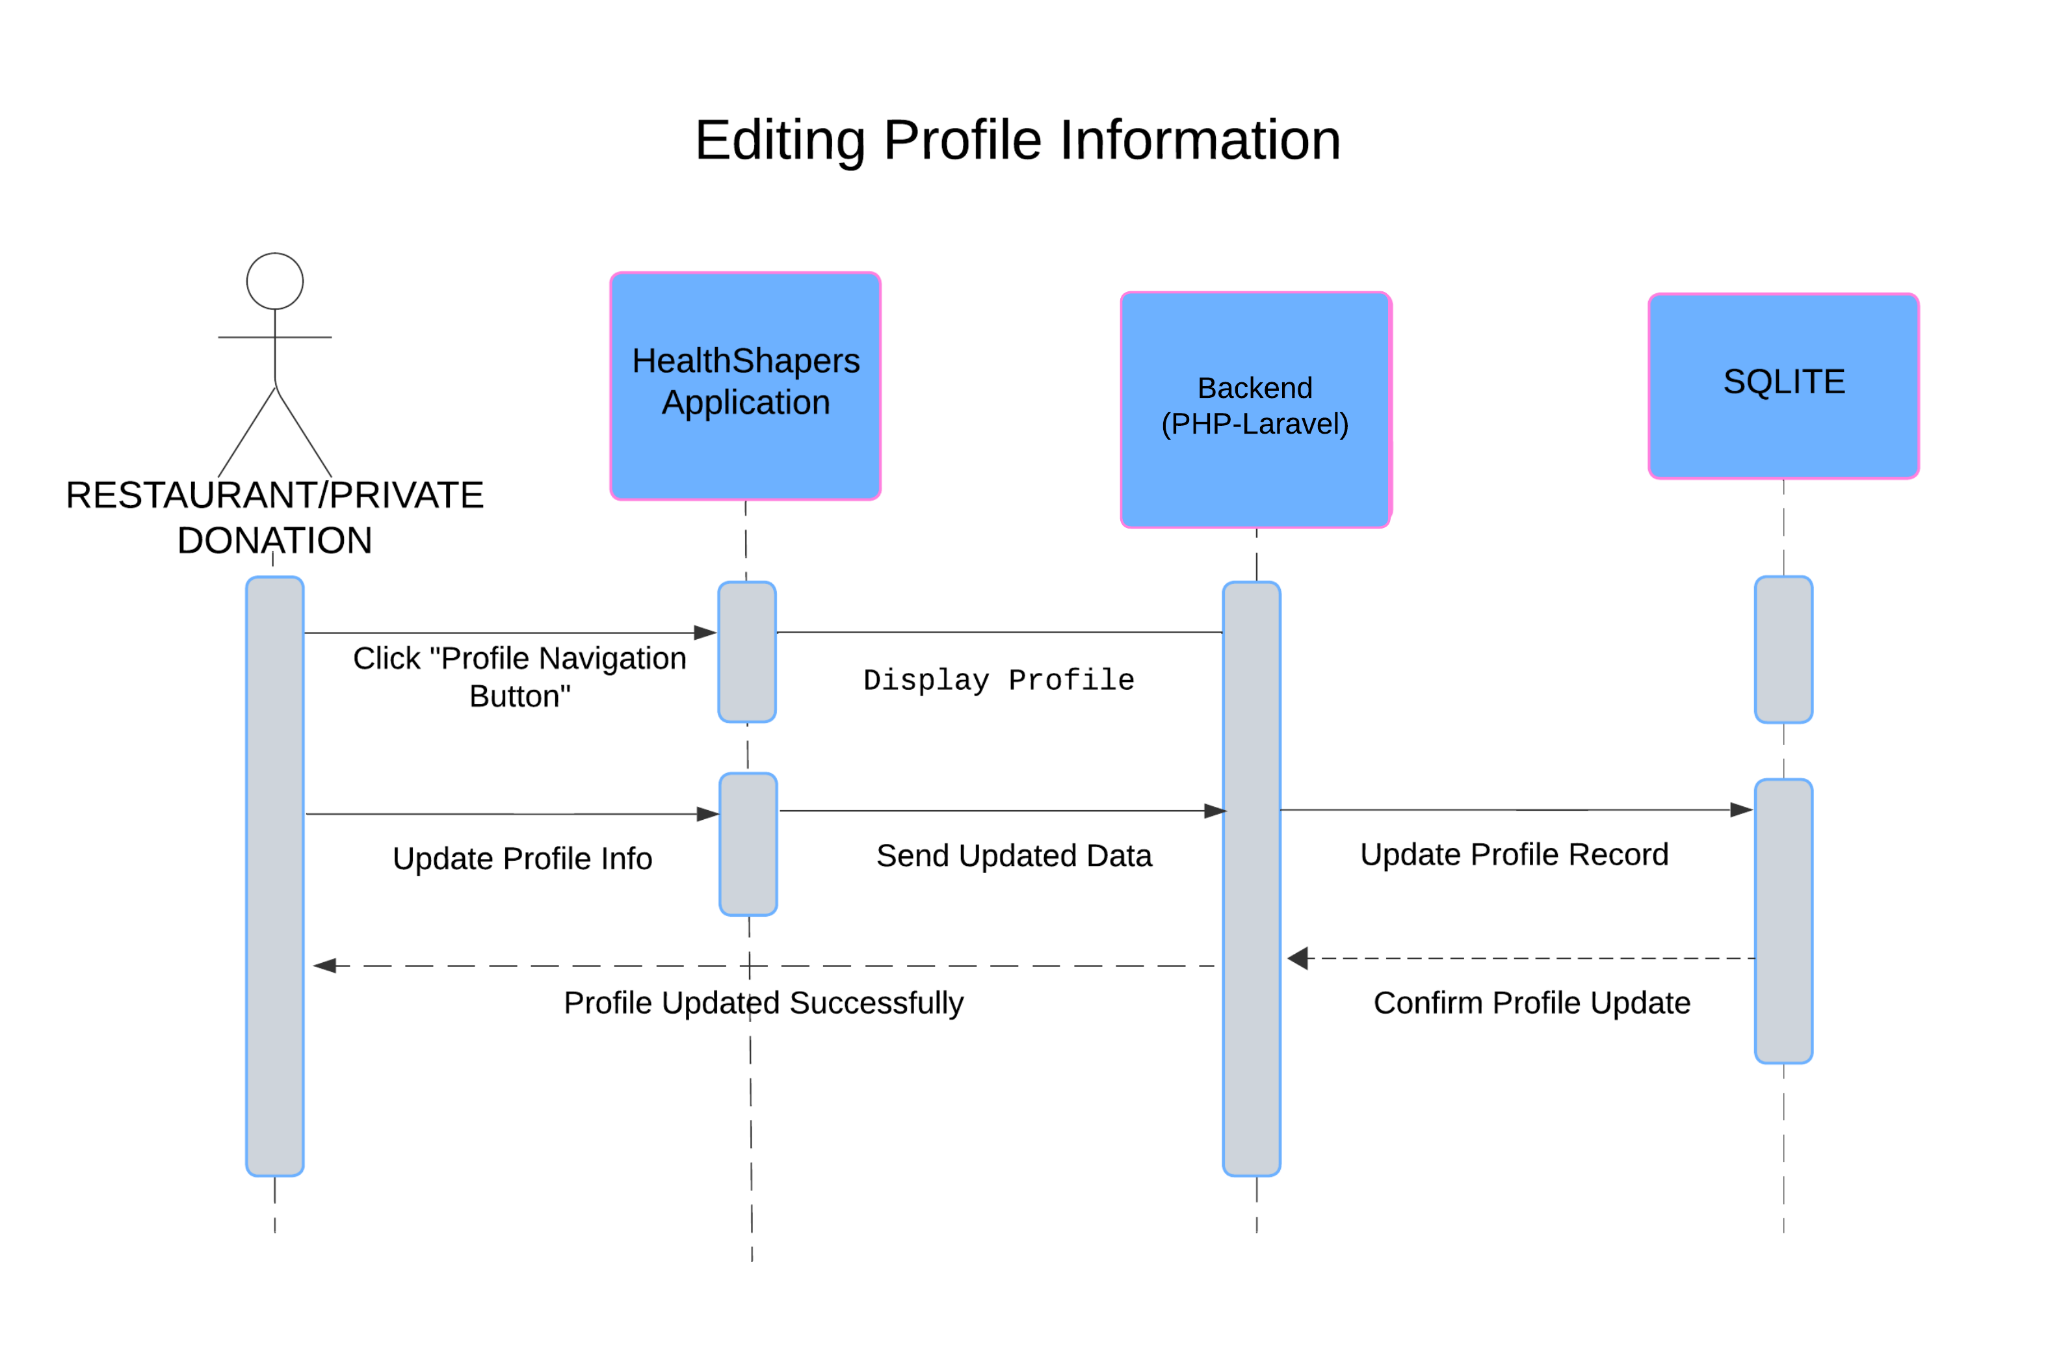 Editing Profile Information
RESTAURANT/PRIVATE
DONATION
HealthShapers
Application
Backend
(PHP-Laravel)
SQLITE
Click "Profile Navigation
Button"
Display Profile
Update Profile Info
Send Updated Data
Update Profile Record
Profile Updated Successfully
Confirm Profile Update